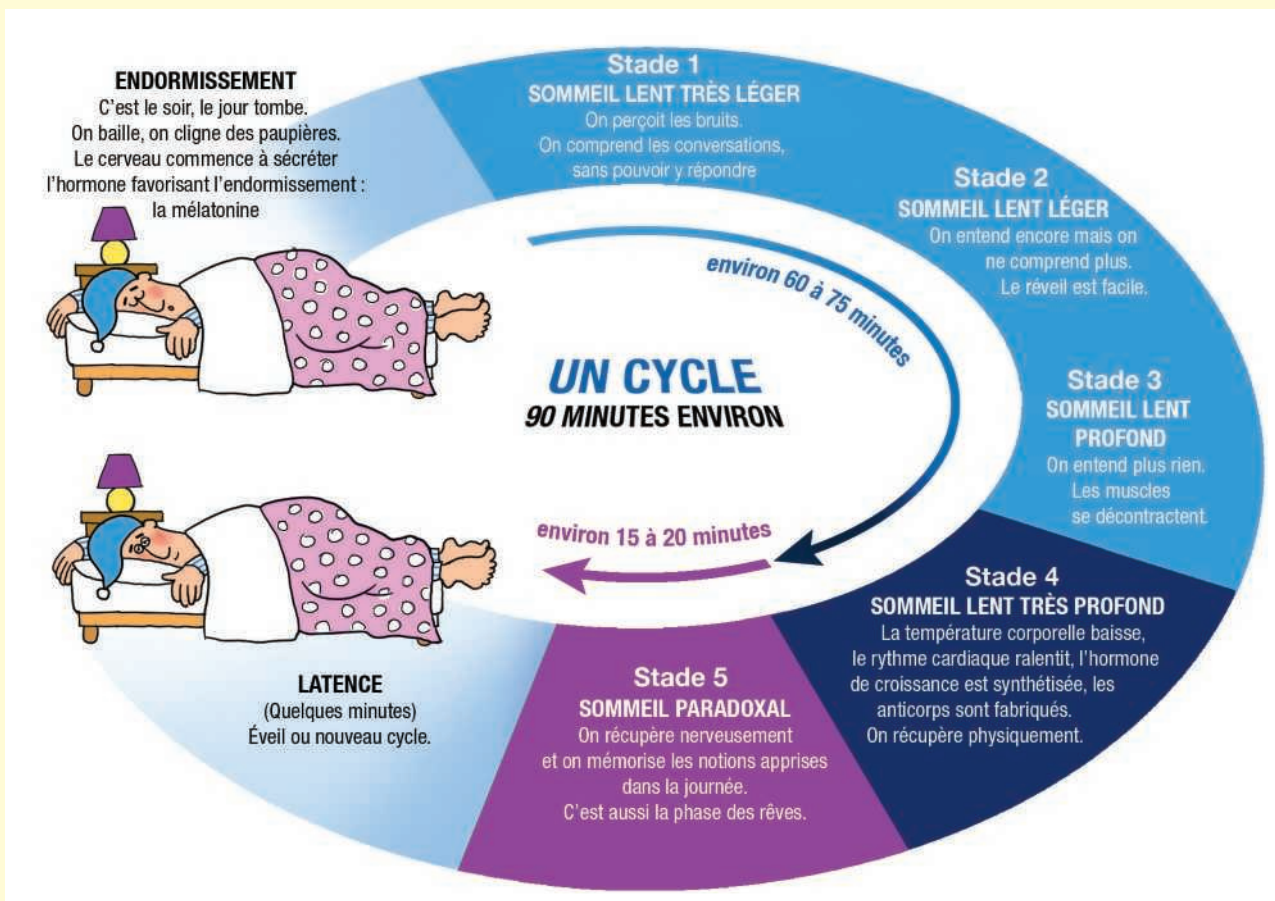 ENDORMISSEMENT
C'est le soir, le jour tombe.
On baille, on cligne des paupières.
Le cerveau commence à sécréter
l'hormone favorisant l'endormissement :
la mélatonine
Stade 1
SOMMEIL LENT TRÈS LÉGER
On perçoit les bruits.
On comprend les conversations,
sans pouvoir y répondre
Stade 2
SOMMEIL LENT LÉGER
On entend encore mais on
ne comprend plus.
Le réveil est facile.
environ 60 à 75 minutes
UN CYCLE
90 MINUTES ENVIRON
Stade 3
SOMMEIL LENT
PROFOND
On entend plus rien.
Les muscles
se décontractent.
environ 15 à 20 minutes
Stade 4
SOMMEIL LENT TRÈS PROFOND
La température corporelle baisse,
le rythme cardiaque ralentit, l'hormone
de croissance est synthétisée, les
anticorps sont fabriqués.
On récupère physiquement.
Stade 5
SOMMEIL PARADOXAL
On récupère nerveusement
et on mémorise les notions apprises
dans la journée.
C'est aussi la phase des rêves.
LATENCE
(Quelques minutes)
Éveil ou nouveau cycle.